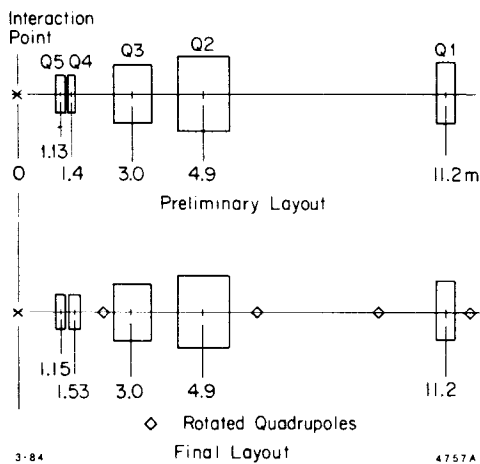 Interaction
Point
Q5 Q4 Q3 Q2 Q1
1.13
0 1.4 3.0 4.9 11.2 m
Preliminary Layout
1.15
1.53 3.0 4.9 11.2
◇ Rotated Quadrupoles
3-84 Final Layout 4757A